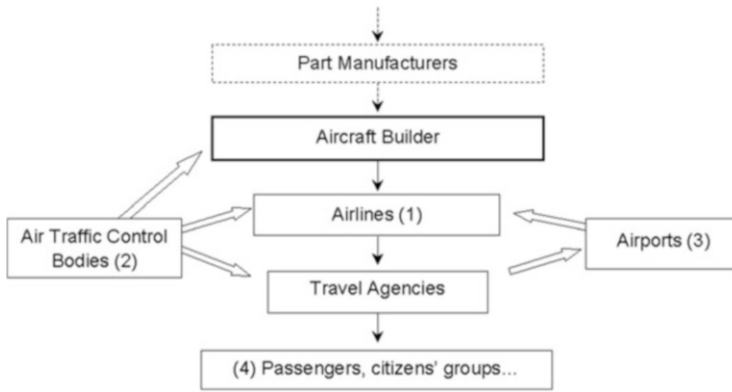 Part Manufacturers
Aircraft Builder
Airlines (1)
Air Traffic Control
Bodies (2)
Airports (3)
Travel Agencies
(4) Passengers, citizens' groups...